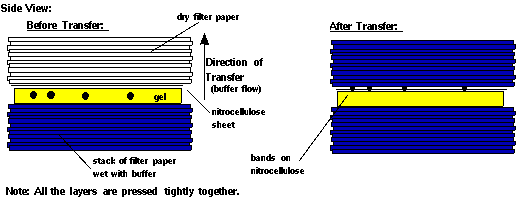 Side View:
Before Transfer:
dry filter paper
Direction of
Transfer
(buffer flow)
gel
nitrocellulose
sheet
stack of filter paper
wet with buffer
After Transfer:
bands on
nitrocellulose
Note: All the layers are pressed tightly together.